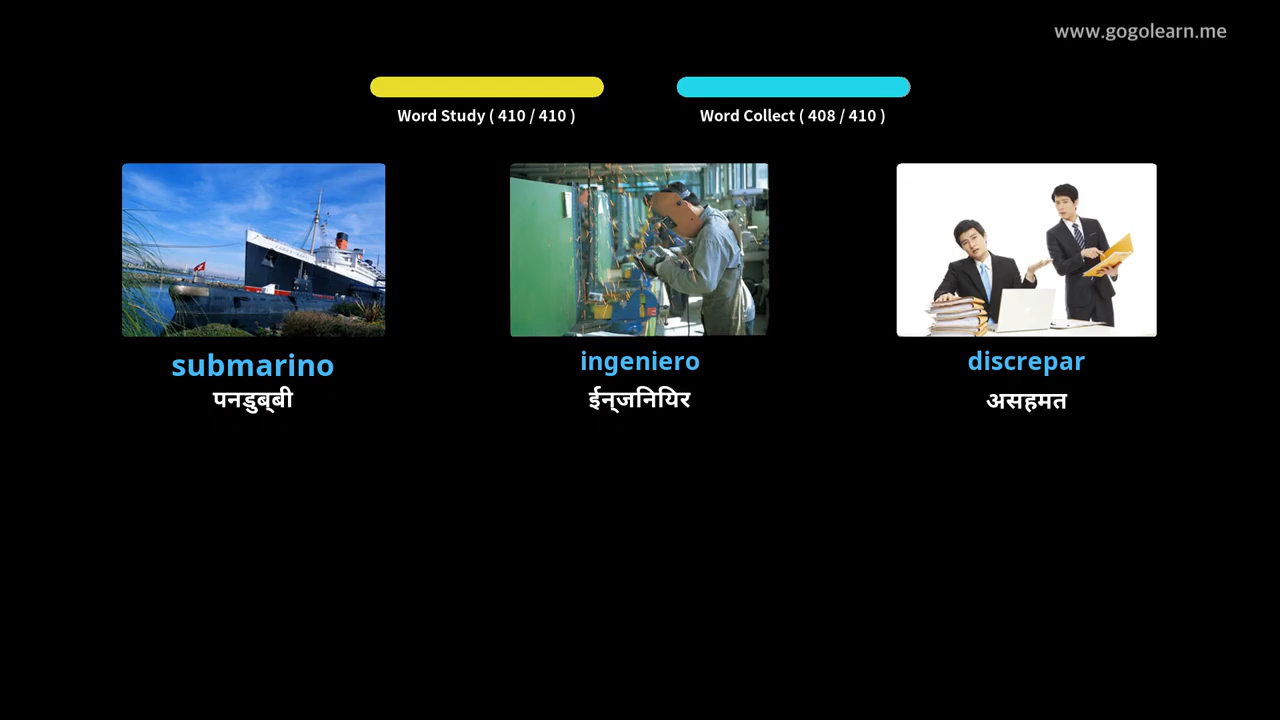 www.gogolearn.me
Word Study ( 410 / 410 )
Word Collect ( 408 / 410 )
submarino
पनडुब्बी
ingeniero
ईन्जनियिर
discrepar
असहमत